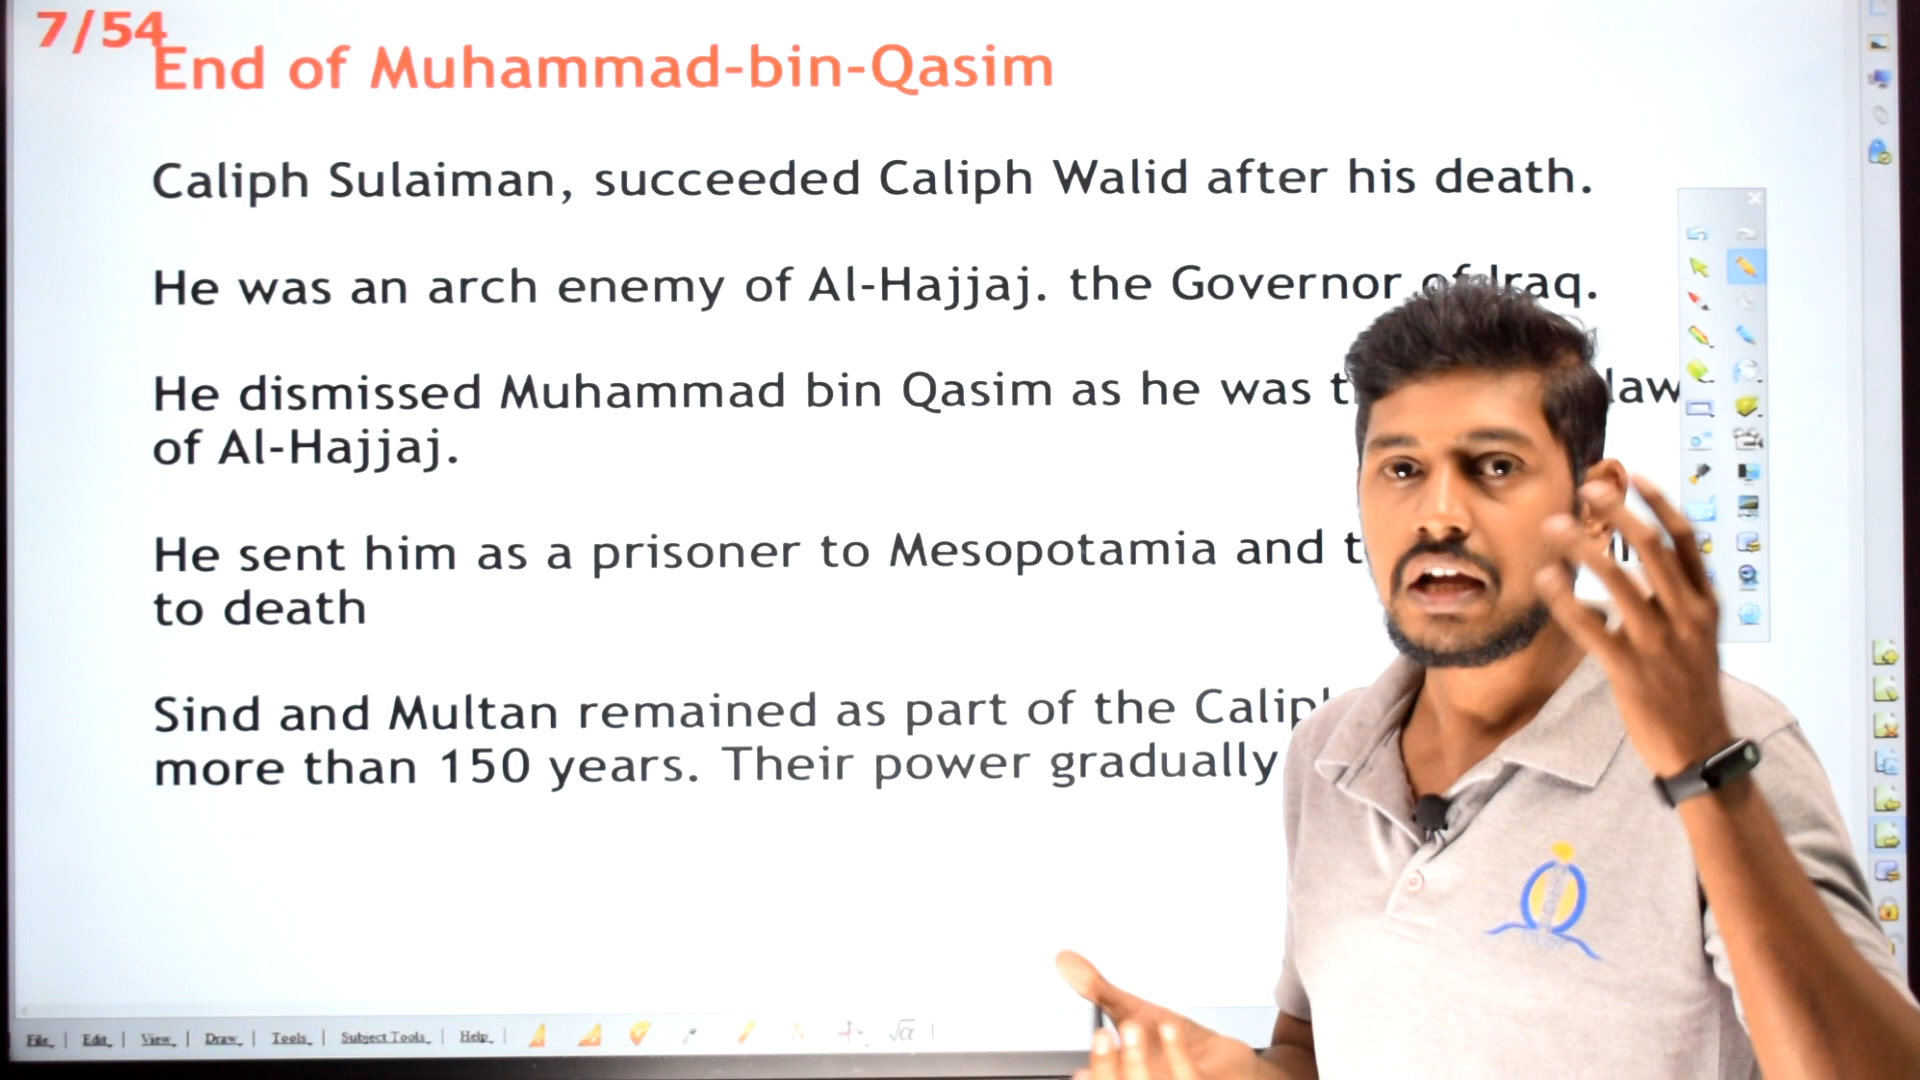 7/54
End of Muhammad-bin-Qasim
Caliph Sulaiman, succeeded Caliph Walid after his death.
He was an arch enemy of Al-Hajjaj. the Governor of Iraq.
He dismissed Muhammad bin Qasim as he was law
of Al-Hajjaj.
He sent him as a prisoner to Mesopotamia and
to death
Sind and Multan remained as part of the
more than 150 years. Their power gradually
File Edit View Draw Tools Subject Tools Help